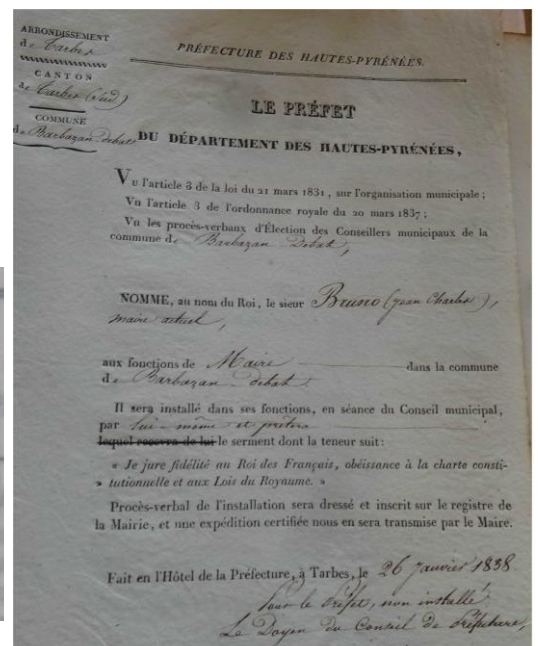 ARRONDISSEMENT
de Tarbes
CANTON
de Tarbes (Sud)
COMMUNE
de Barbazan Debat
PRÉFECTURE DES HAUTES-PYRÉNÉES.
LE PRÉFET
DU DÉPARTEMENT DES HAUTES-PYRÉNÉES,
Vu l'article 3 de la loi du 21 mars 1831, sur l'organisation municipale ;
Vu l'article 3 de l'ordonnance royale du 20 mars 1837 ;
Vu les procès-verbaux d'Élection des Conseillers municipaux de la
commune de Barbazan Debat,
NOMME, au nom du Roi, le sieur Bruno (jean Charles),
maire actuel,
aux fonctions de Maire dans la commune
de Barbazan debat.
Il sera installé dans ses fonctions, en séance du Conseil municipal,
par lui-même et prêtera
lequel recevra de lui le serment dont la teneur suit :
« Je jure fidélité au Roi des Français, obéissance à la charte consti-
» tutionnelle et aux Lois du Royaume. »
Procès-verbal de l'installation sera dressé et inscrit sur le registre de
la Mairie, et une expédition certifiée nous en sera transmise par le Maire.
Fait en l'Hôtel de la Préfecture, à Tarbes, le 26 janvier 1838
Pour le Préfet, non installé,
Le Doyen du Conseil de Préfecture,